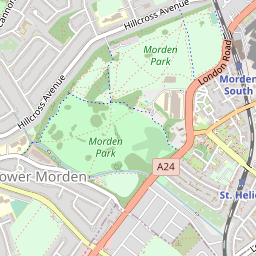 Hillcross Avenue
Hillcross Avenue
Morden
Park
London Road
Morden
South
Morden
Park
A24
ower Morden
St. Helie